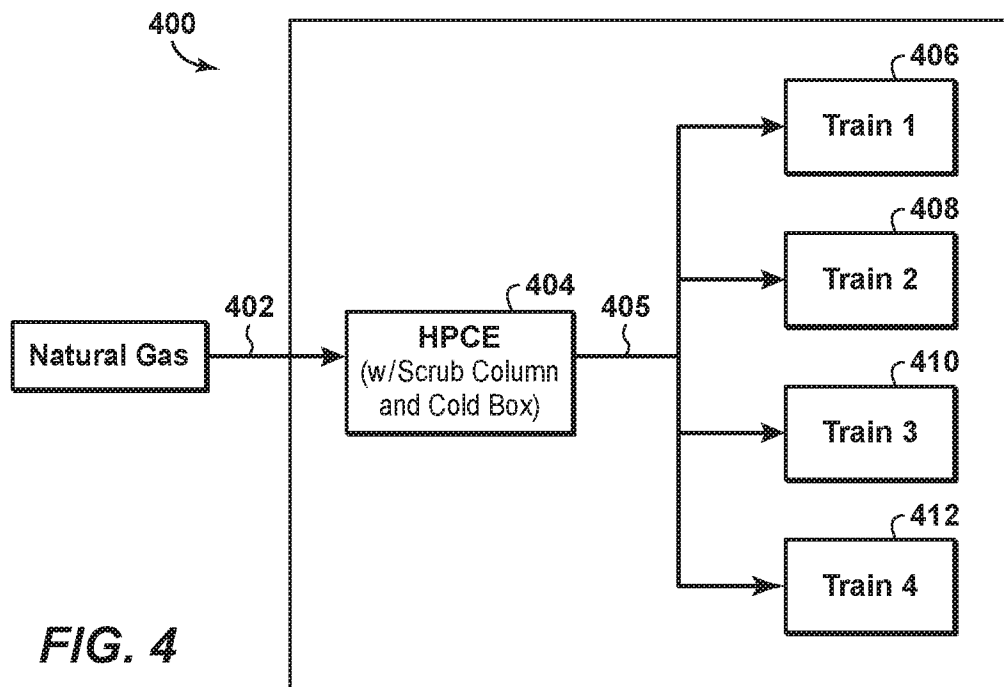 400
406
Train 1
408
Train 2
402
404
405
Natural Gas
HPCE
(w/Scrub Column
and Cold Box)
410
Train 3
412
Train 4
FIG. 4